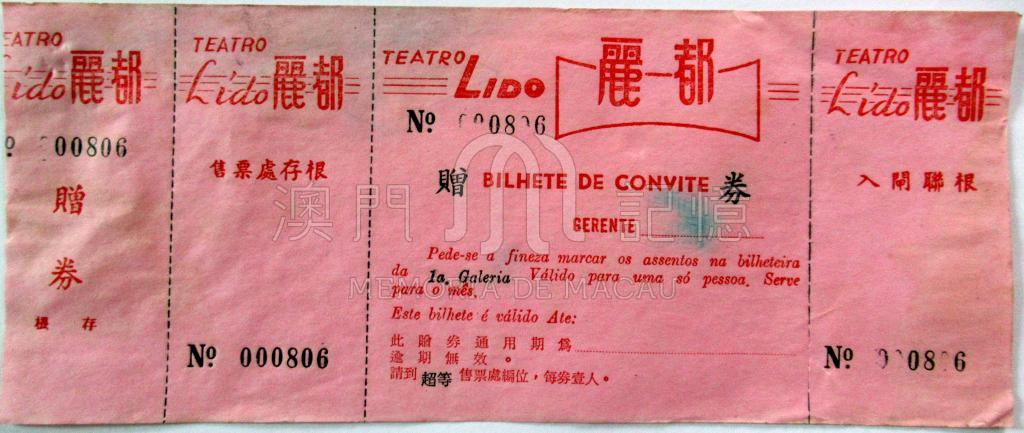 TEATRO
Lido 麗都
000806
贈
券
根存
TEATRO
Lido 麗都
售票處存根
Nº 000806
TEATRO LIDO 麗都
Nº 000806
贈 BILHETE DE CONVITE 券
GERENTE
Pede-se a fineza marcar os assentos na bilheteira
da 1a. Galeria Válido para uma só pessoa. Serve
para o mês.
Este bilhete é válido Ate:
此贈券通用期爲
逾期無效。
請到超等售票處編位，每券壹人。
TEATRO
Lido 麗都
入閘聯根
Nº 000806
澳門記憶
MEMÓRIA DE MACAU